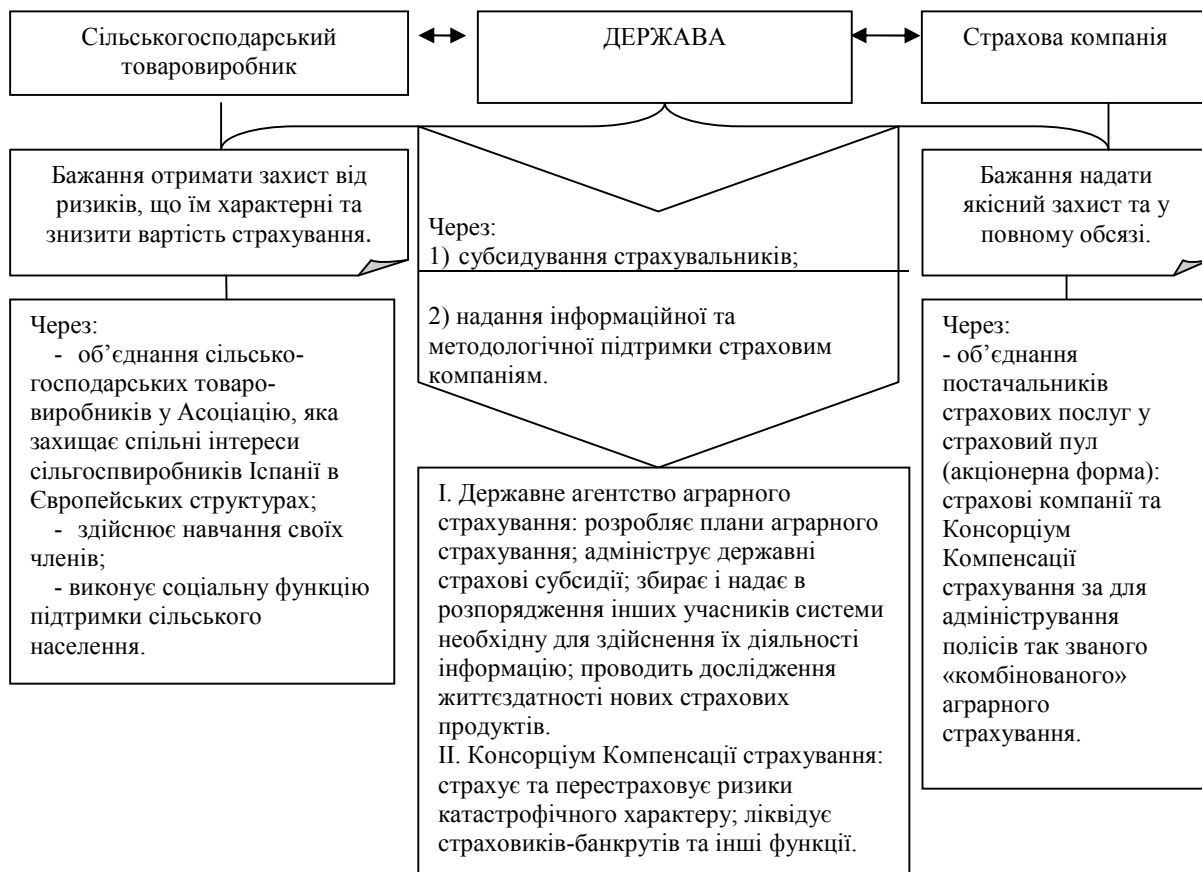 Сільськогосподарський
товаровиробник
ДЕРЖАВА
Страхова компанія
Бажання отримати захист від
ризиків, що їм характерні та
знизити вартість страхування.
Через:
1) субсидування страхувальників;
2) надання інформаційної та
методологічної підтримки страховим
компаніям.
Бажання надати
якісний захист та у
повному обсязі.
Через:
- об’єднання сільсько-
господарських товаро-
виробників у Асоціацію, яка
захищає спільні інтереси
сільгоспвиробників Іспанії в
Європейських структурах;
- здійснює навчання своїх
членів;
- виконує соціальну функцію
підтримки сільського
населення.
І. Державне агентство аграрного
страхування: розробляє плани аграрного
страхування; адмініструє державні
страхові субсидії; збирає і надає в
розпорядження інших учасників системи
необхідну для здійснення їх діяльності
інформацію; проводить дослідження
життєздатності нових страхових
продуктів.
ІІ. Консорціум Компенсації страхування:
страхує та перестраховує ризики
катастрофічного характеру; ліквідує
страховиків-банкрутів та інші функції.
Через:
- об’єднання
постачальників
страхових послуг у
страховий пул
(акціонерна форма):
страхові компанії та
Консорціум
Компенсації
страхування за для
адміністрування
полісів так званого
«комбінованого»
аграрного
страхування.